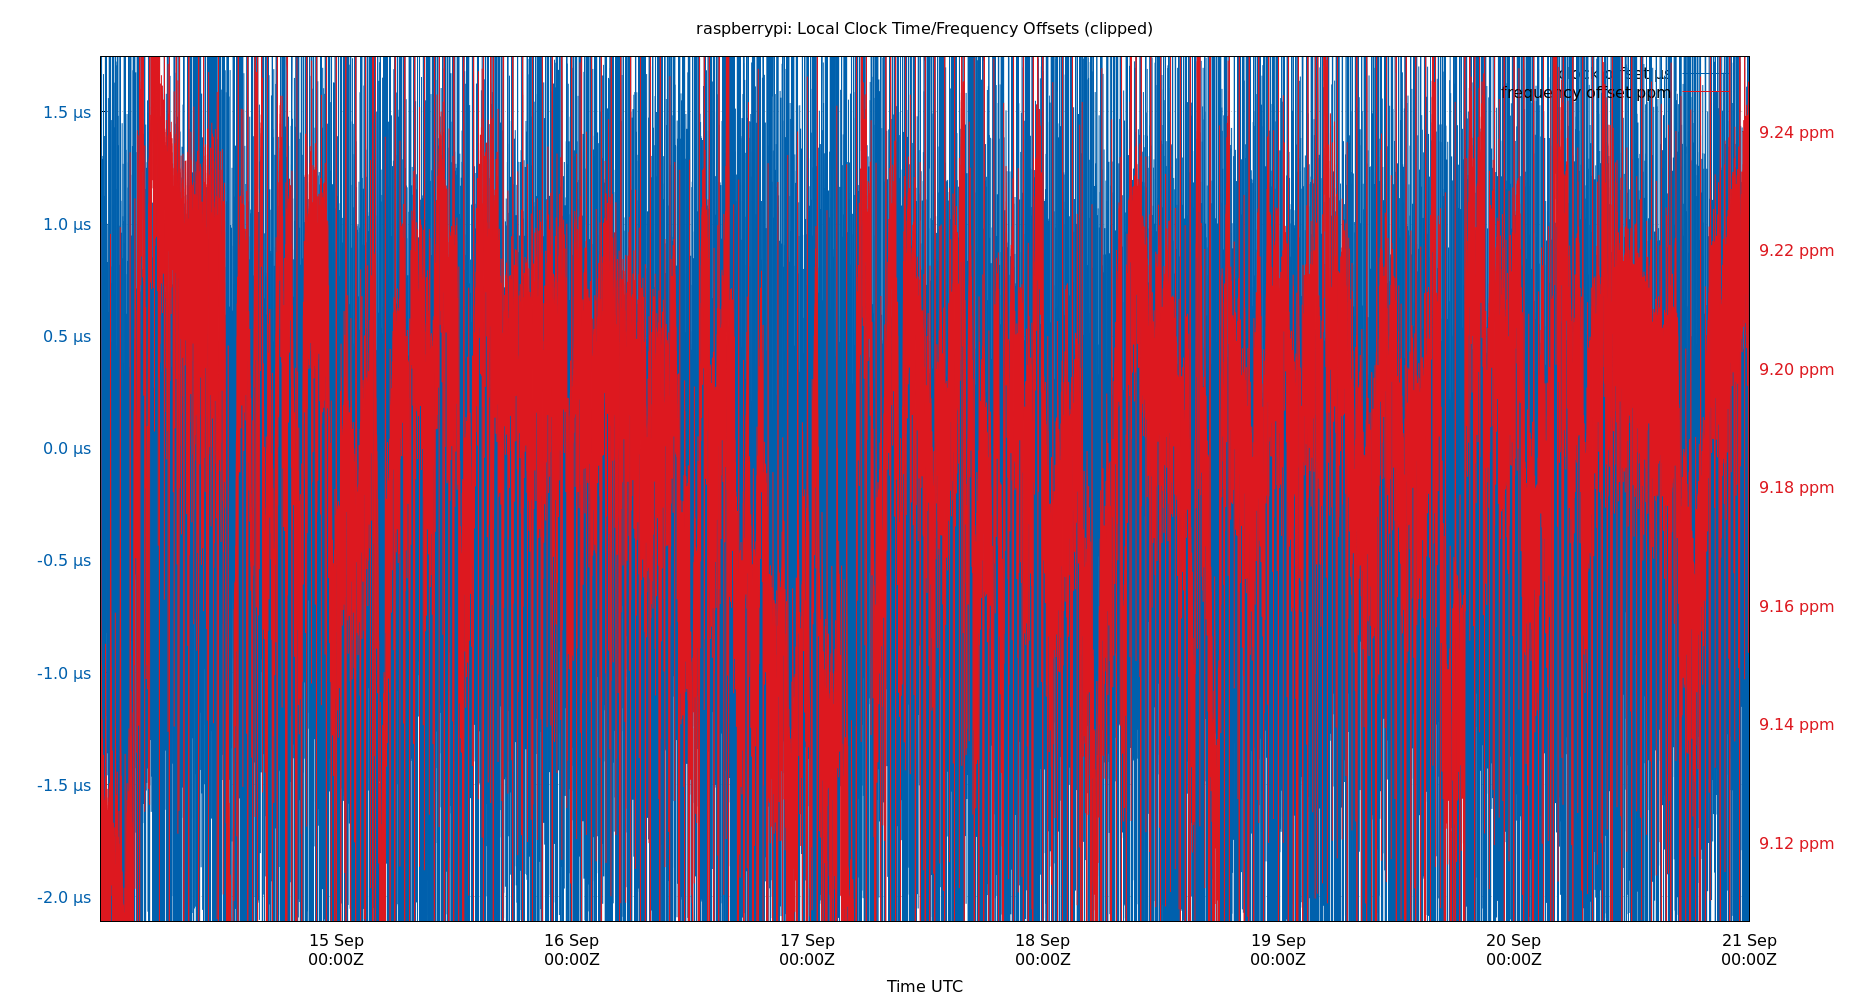 raspberrypi: Local Clock Time/Frequency Offsets (clipped)
clock offset µs
frequency offset ppm
1.5 µs
1.0 µs
0.5 µs
0.0 µs
-0.5 µs
-1.0 µs
-1.5 µs
-2.0 µs
9.24 ppm
9.22 ppm
9.20 ppm
9.18 ppm
9.16 ppm
9.14 ppm
9.12 ppm
15 Sep
00:00Z
16 Sep
00:00Z
17 Sep
00:00Z
18 Sep
00:00Z
19 Sep
00:00Z
20 Sep
00:00Z
21 Sep
00:00Z
Time UTC